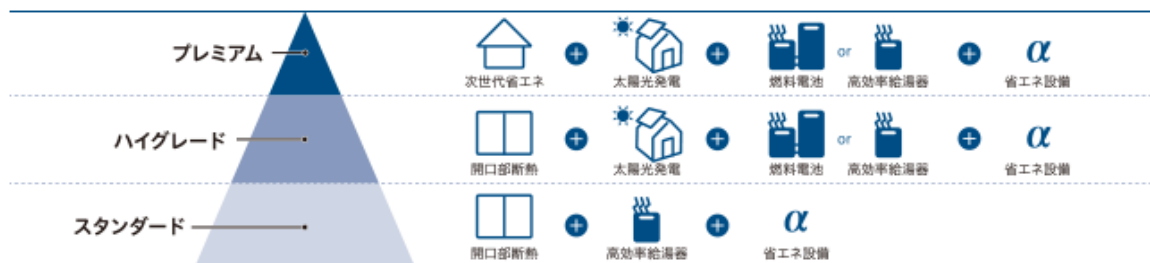 プレミアム
+ + or + α
次世代省エネ 太陽光発電 燃料電池 高効率給湯器 省エネ設備
ハイグレード
+ + or + α
開口部断熱 太陽光発電 燃料電池 高効率給湯器 省エネ設備
スタンダード
+ + α
開口部断熱 高効率給湯器 省エネ設備